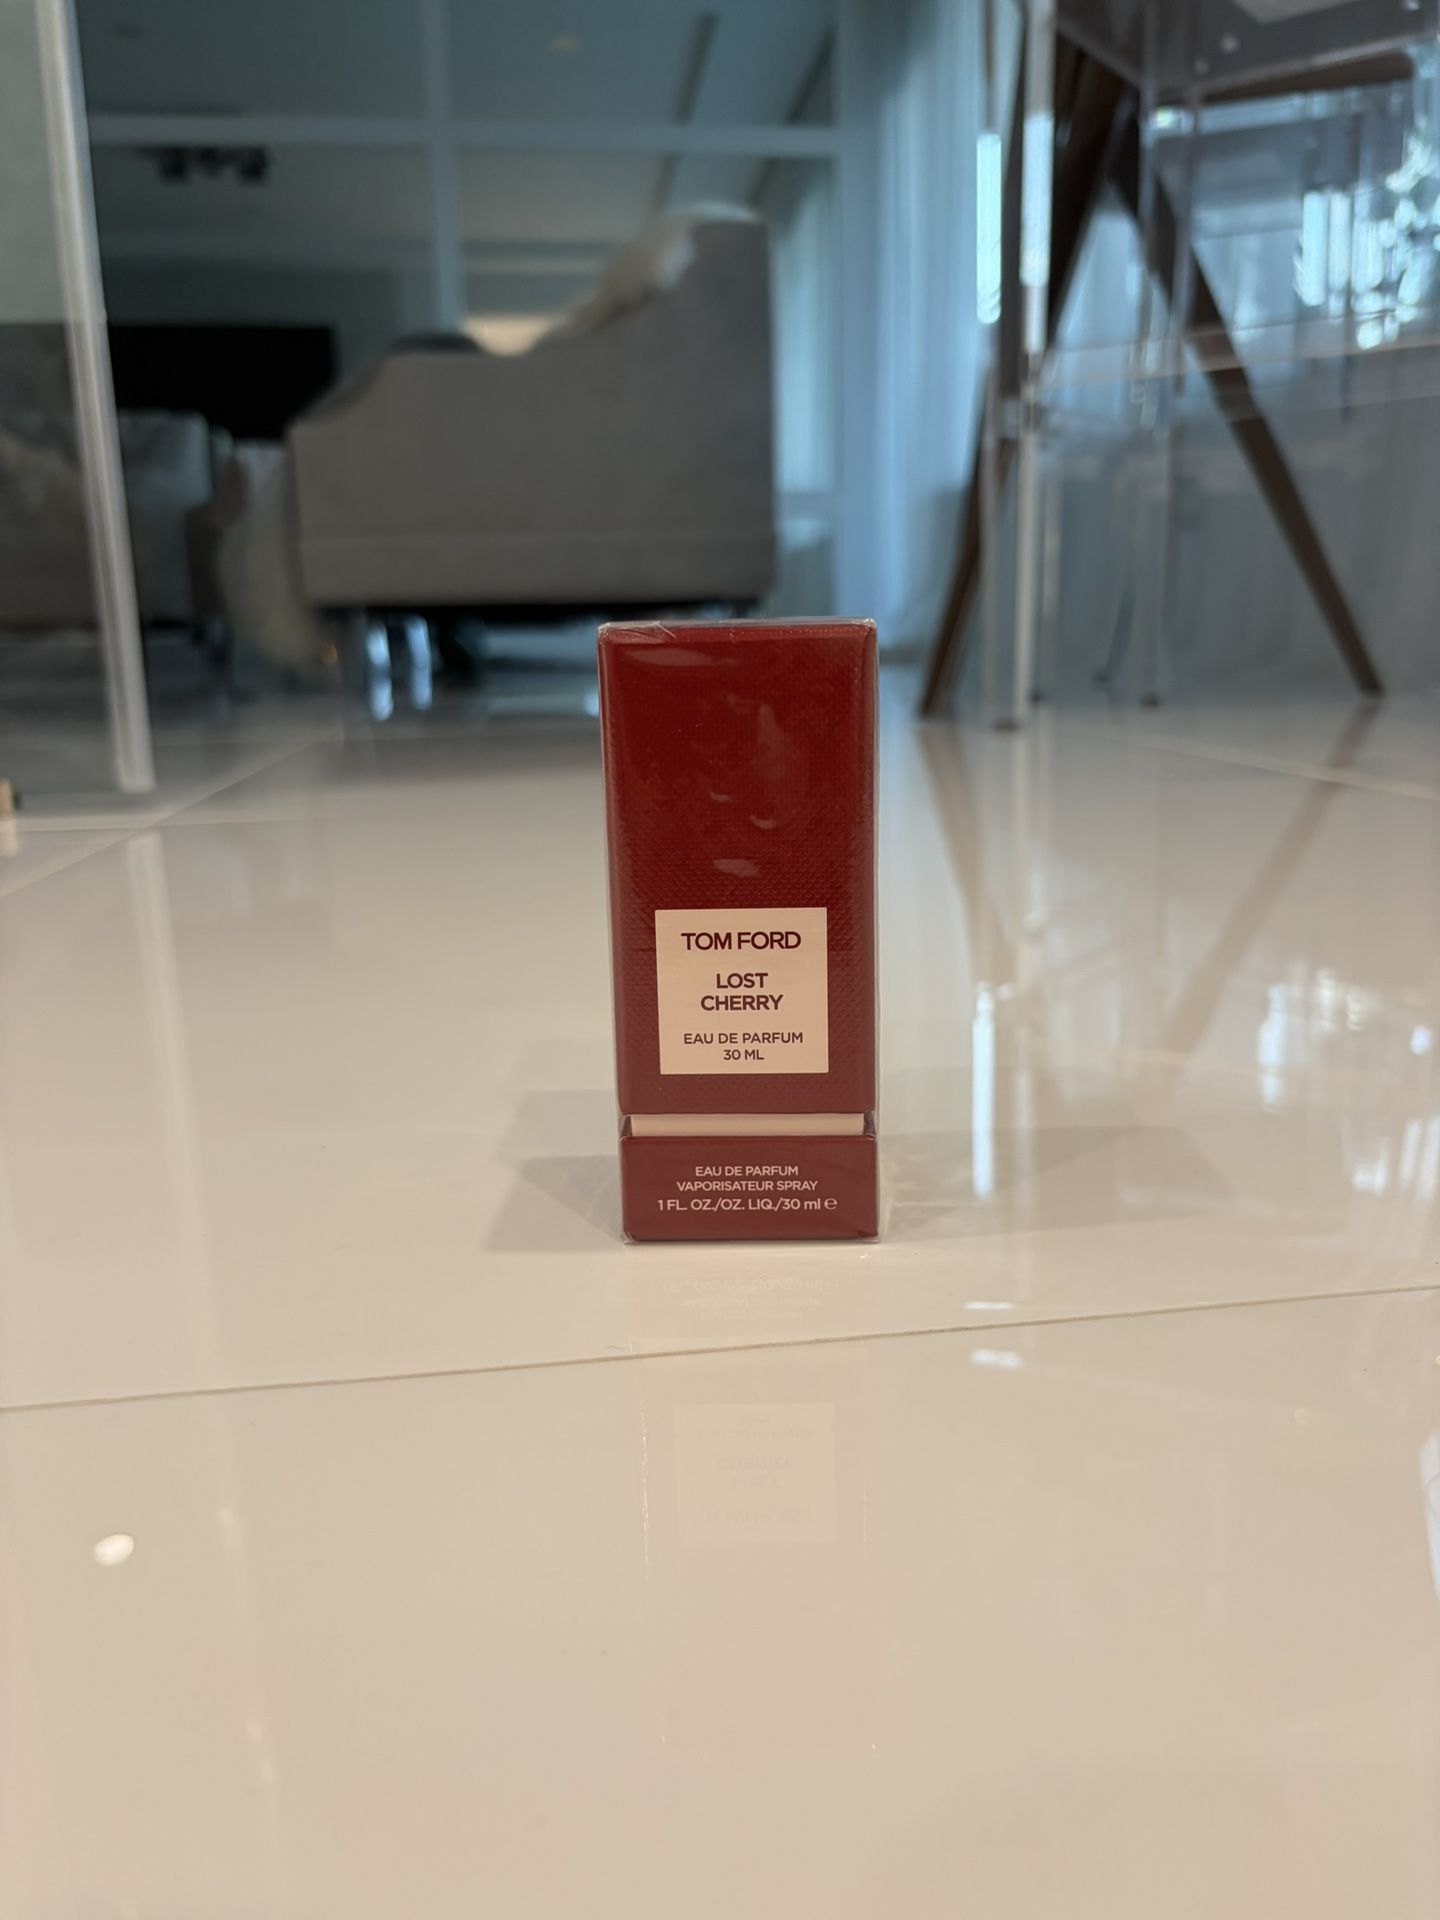 TOM FORD
LOST
CHERRY
EAU DE PARFUM
30 ML
EAU DE PARFUM
VAPORISATEUR SPRAY
1 FL. OZ./OZ. LIQ./30 ml ℮